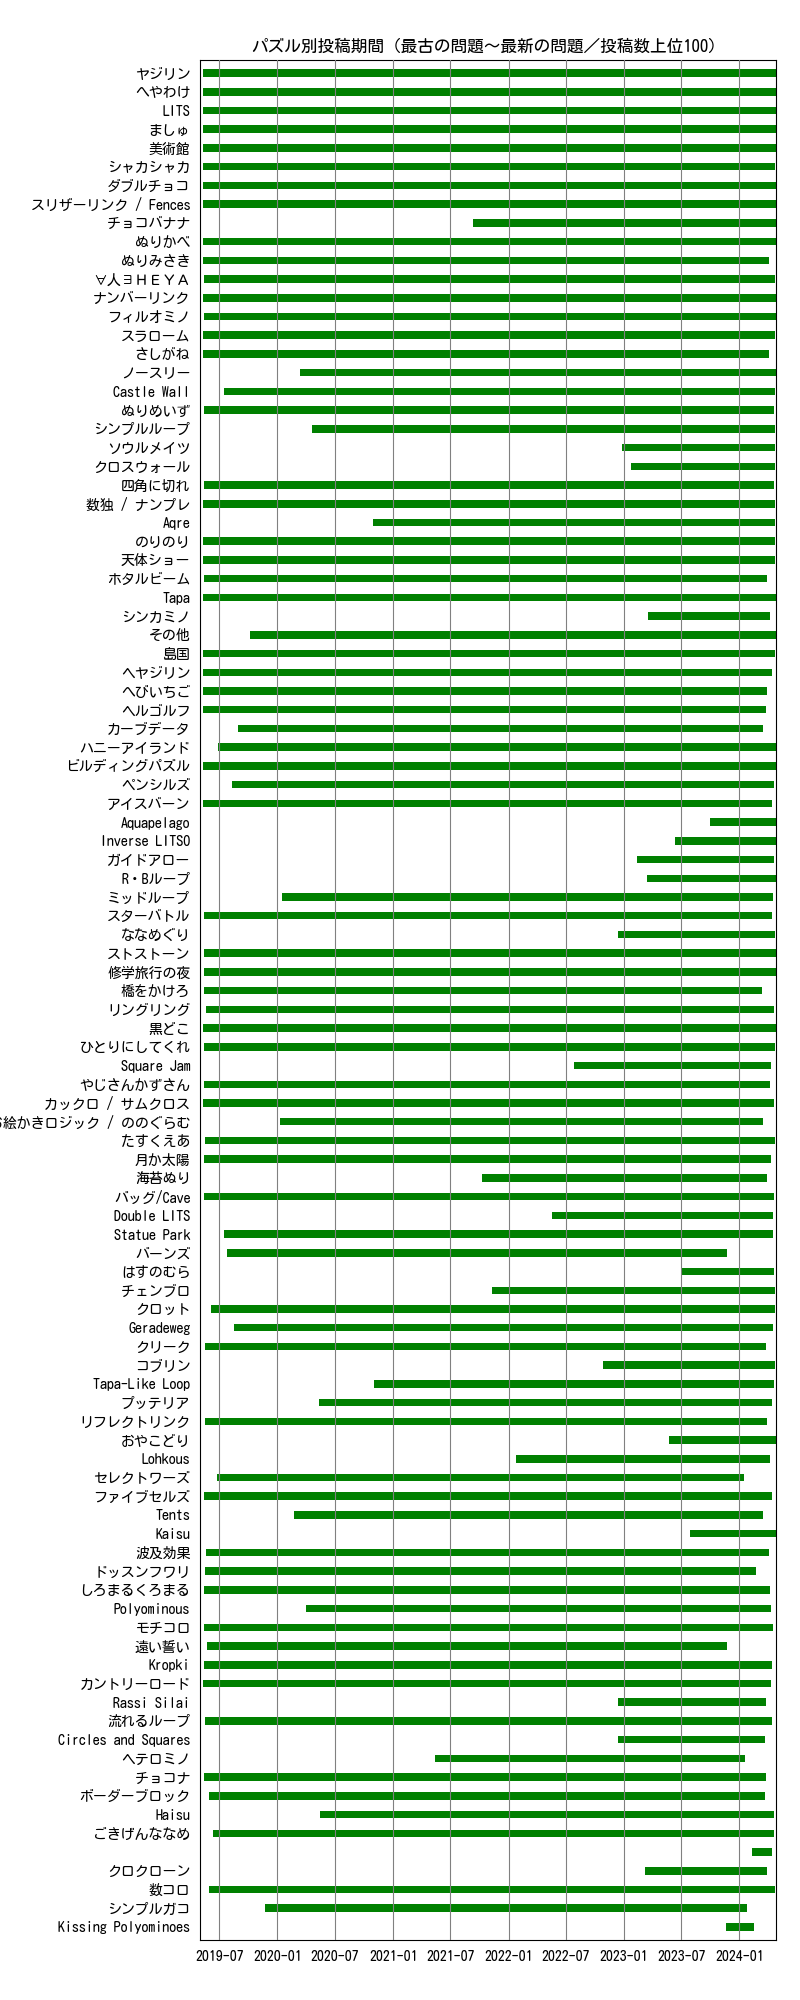 パズル別投稿期間（最古の問題～最新の問題／投稿数上位100）
ヤジリン
へやわけ
LITS
ましゅ
美術館
シャカシャカ
ダブルチョコ
スリザーリンク / Fences
チョコバナナ
ぬりかべ
ぬりみさき
∀人∃ＨＥＹＡ
ナンバーリンク
フィルオミノ
スラローム
さしがね
ノースリー
Castle Wall
ぬりめいず
シンプルループ
ソウルメイツ
クロスウォール
四角に切れ
数独 / ナンプレ
Aqre
のりのり
天体ショー
ホタルビーム
Tapa
シンカミノ
その他
島国
ヘヤジリン
へびいちご
ヘルゴルフ
カーブデータ
ハニーアイランド
ビルディングパズル
ペンシルズ
アイスバーン
Aquapelago
Inverse LITSO
ガイドアロー
R・Bループ
ミッドループ
スターバトル
ななめぐり
ストストーン
修学旅行の夜
橋をかけろ
リングリング
黒どこ
ひとりにしてくれ
Square Jam
やじさんかずさん
カックロ / サムクロス
絵かきロジック / ののぐらむ
たすくえあ
月か太陽
海苔ぬり
バッグ/Cave
Double LITS
Statue Park
バーンズ
はすのむら
チェンブロ
クロット
Geradeweg
クリーク
コブリン
Tapa-Like Loop
プッテリア
リフレクトリンク
おやこどり
Lohkous
セレクトワーズ
ファイブセルズ
Tents
Kaisu
波及効果
ドッスンフワリ
しろまるくろまる
Polyominous
モチコロ
遠い誓い
Kropki
カントリーロード
Rassi Silai
流れるループ
Circles and Squares
ヘテロミノ
チョコナ
ボーダーブロック
Haisu
ごきげんななめ
クロクローン
数コロ
シンプルガコ
Kissing Polyominoes
2019-07 2020-01 2020-07 2021-01 2021-07 2022-01 2022-07 2023-01 2023-07 2024-01